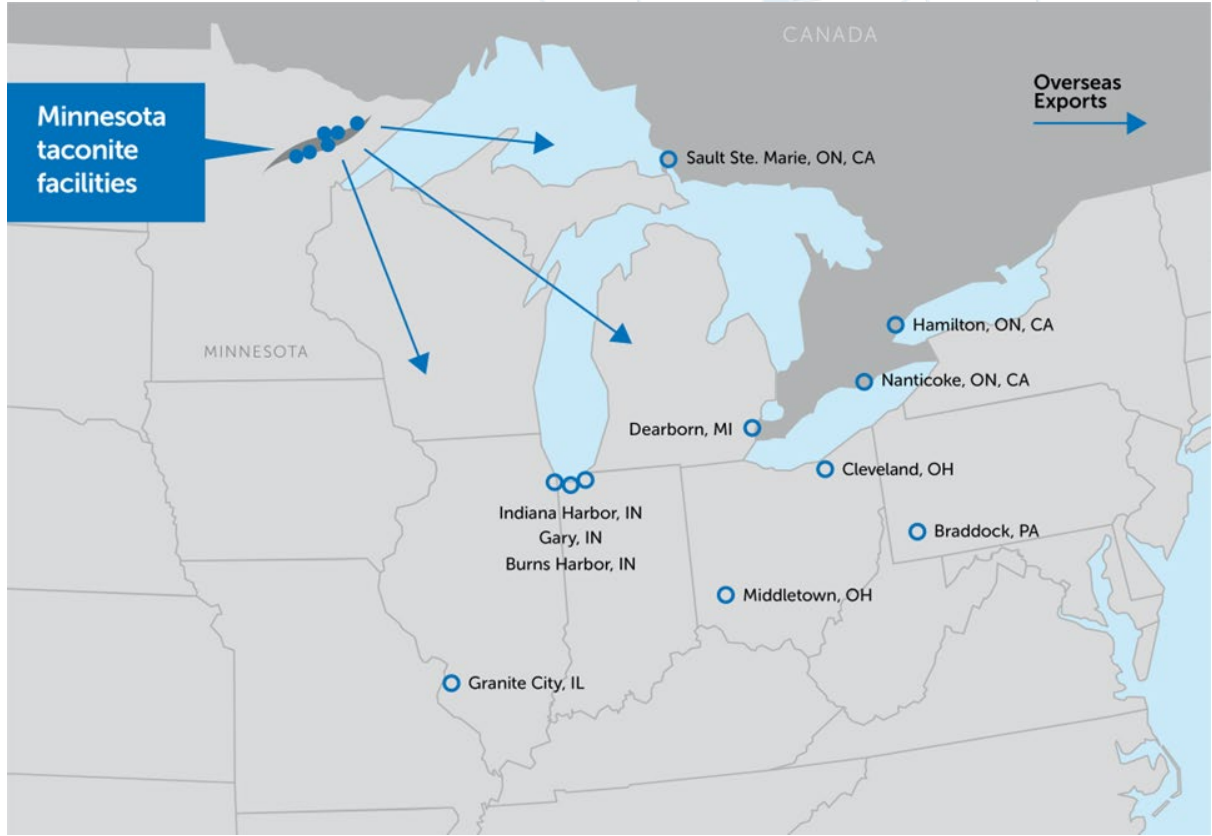 CANADA
Overseas
Exports
Minnesota
taconite
facilities
Sault Ste. Marie, ON, CA
Hamilton, ON, CA
MINNESOTA
Nanticoke, ON, CA
Dearborn, MI
Cleveland, OH
Indiana Harbor, IN
Gary, IN
Burns Harbor, IN
Braddock, PA
Middletown, OH
Granite City, IL